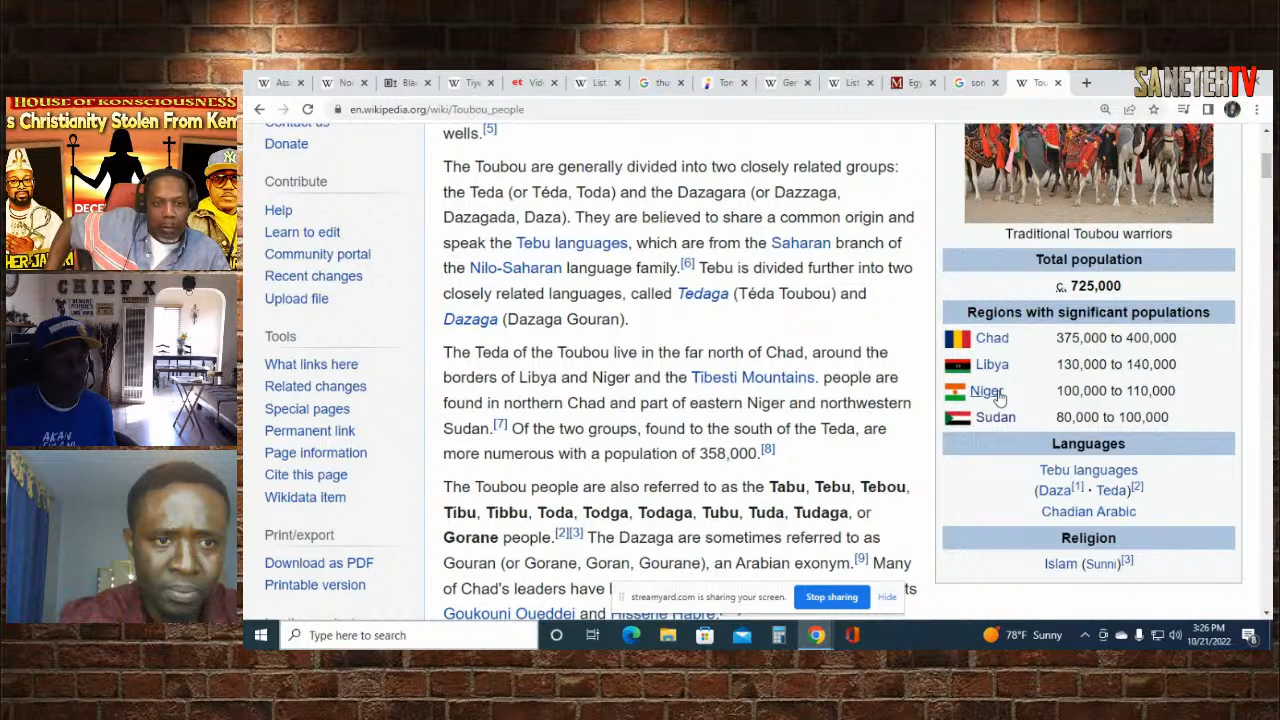 SANETERTV
HOUSE OF KONSCIOUSNESS
s Christianity Stolen From Kem
DECE
HER JA
CHIEF X
AKAN
en.wikipedia.org/wiki/Toubou_people
Contact us
Donate
Contribute
Help
Learn to edit
Community portal
Recent changes
Upload file
Tools
What links here
Related changes
Special pages
Permanent link
Page information
Cite this page
Wikidata item
Print/export
Download as PDF
Printable version
wells.[5]
The Toubou are generally divided into two closely related groups:
the Teda (or Téda, Toda) and the Dazagara (or Dazzaga,
Dazagada, Daza). They are believed to share a common origin and
speak the Tebu languages, which are from the Saharan branch of
the Nilo-Saharan language family.[6] Tebu is divided further into two
closely related languages, called Tedaga (Téda Toubou) and
Dazaga (Dazaga Gouran).
The Teda of the Toubou live in the far north of Chad, around the
borders of Libya and Niger and the Tibesti Mountains. people are
found in northern Chad and part of eastern Niger and northwestern
Sudan.[7] Of the two groups, found to the south of the Teda, are
more numerous with a population of 358,000.[8]
The Toubou people are also referred to as the Tabu, Tebu, Tebou,
Tibu, Tibbu, Toda, Todga, Todaga, Tubu, Tuda, Tudaga, or
Gorane people.[2][3] The Dazaga are sometimes referred to as
Gouran (or Gorane, Goran, Gourane), an Arabian exonym.[9] Many
of Chad's leaders have
Goukouni Oueddei and Hissène Habré.
Traditional Toubou warriors
Total population
c. 725,000
Regions with significant populations
Chad 375,000 to 400,000
Libya 130,000 to 140,000
Niger 100,000 to 110,000
Sudan 80,000 to 100,000
Languages
Tebu languages
(Daza[1] · Teda)[2]
Chadian Arabic
Religion
Islam (Sunni)[3]
streamyard.com is sharing your screen. Stop sharing Hide
Type here to search
78°F Sunny
3:26 PM
10/21/2022